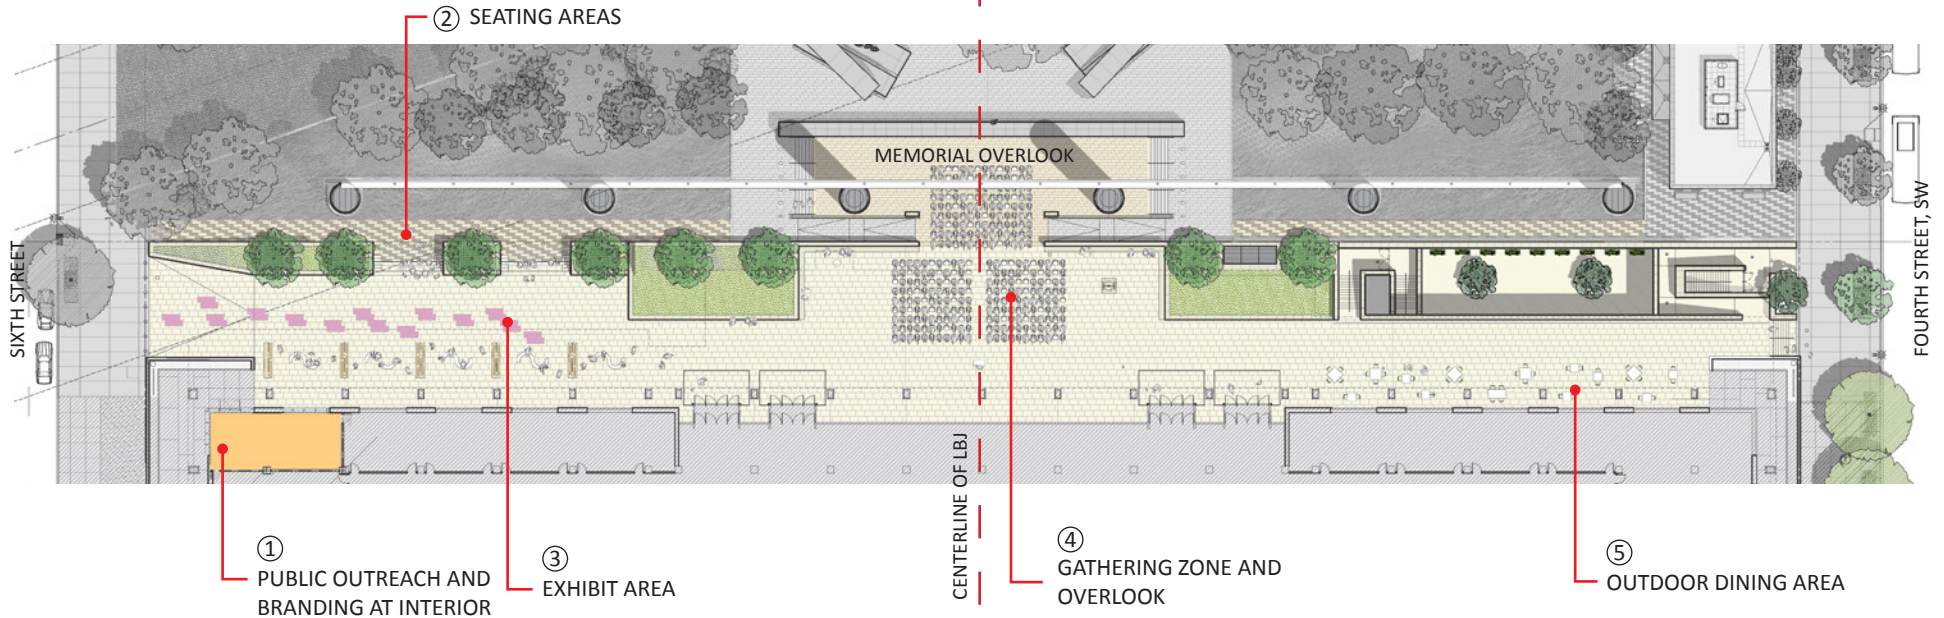 ② SEATING AREAS
MEMORIAL OVERLOOK
SIXTH STREET
FOURTH STREET, SW
CENTERLINE OF LBJ
①
PUBLIC OUTREACH AND
BRANDING AT INTERIOR
③
EXHIBIT AREA
④
GATHERING ZONE AND
OVERLOOK
⑤
OUTDOOR DINING AREA